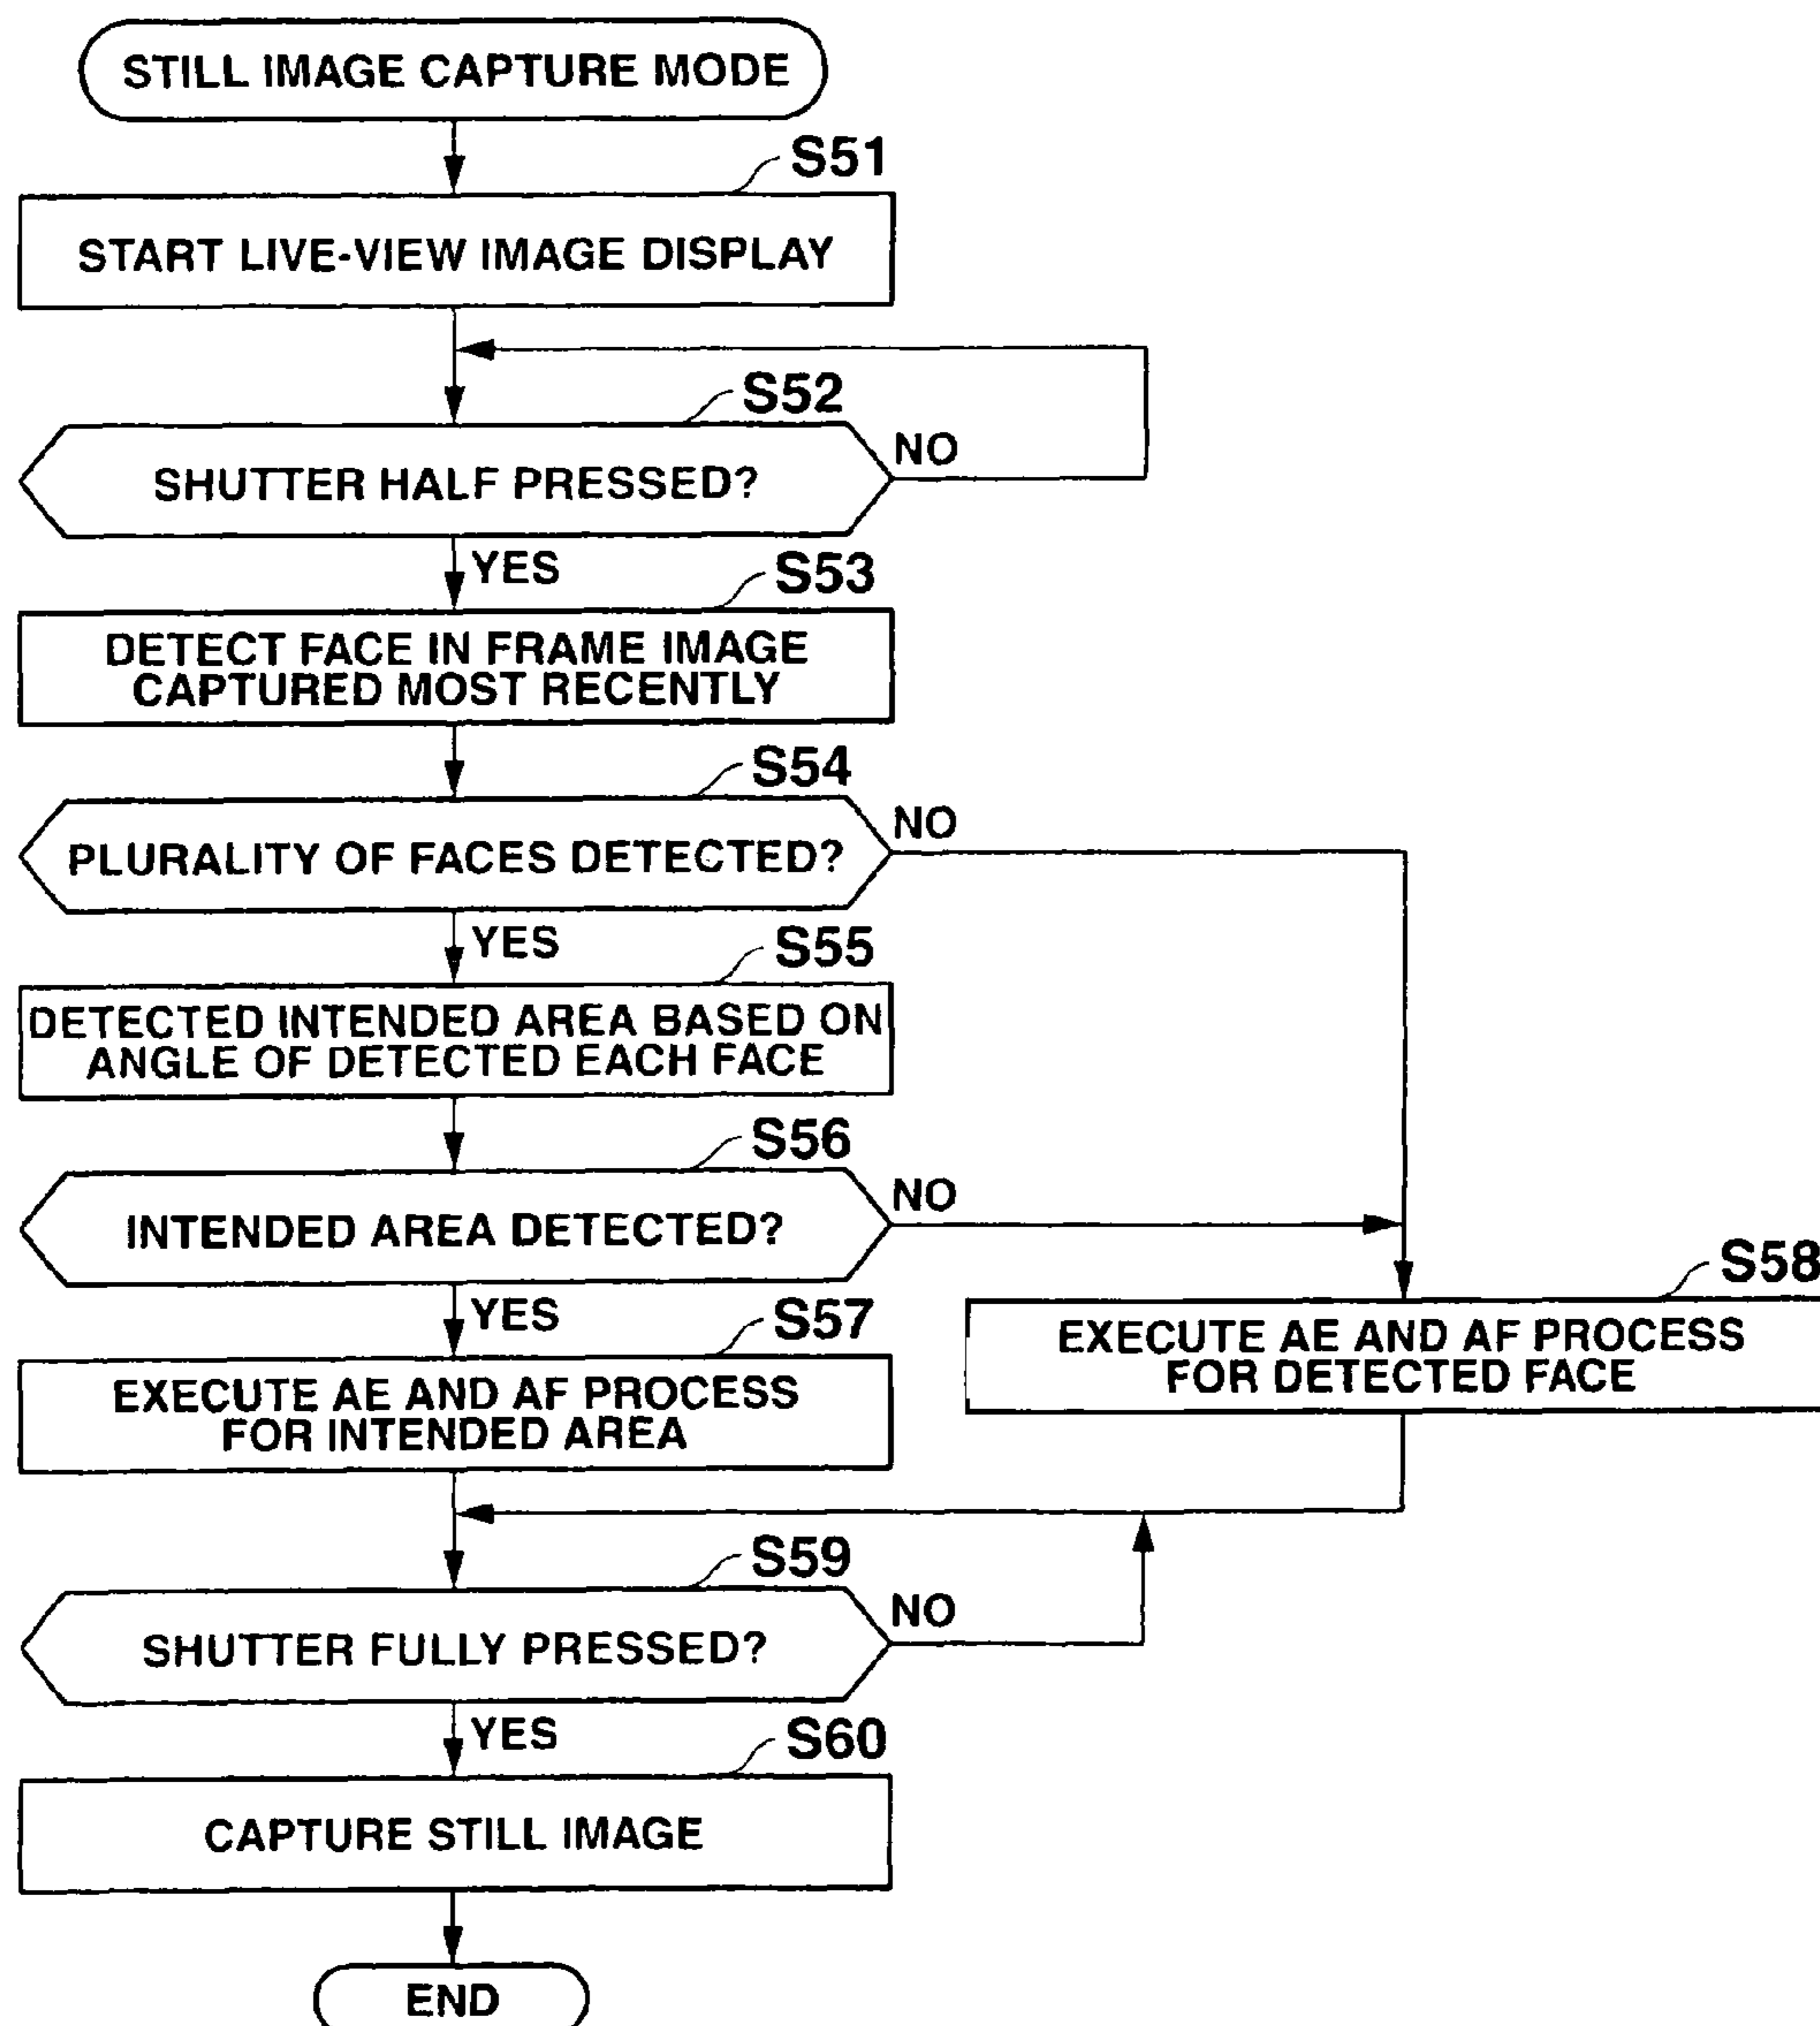 STILL IMAGE CAPTURE MODE
S51
START LIVE-VIEW IMAGE DISPLAY
S52
SHUTTER HALF PRESSED?
NO
YES
S53
DETECT FACE IN FRAME IMAGE
CAPTURED MOST RECENTLY
S54
PLURALITY OF FACES DETECTED?
NO
YES
S55
DETECTED INTENDED AREA BASED ON
ANGLE OF DETECTED EACH FACE
S56
INTENDED AREA DETECTED?
NO
YES
S57
EXECUTE AE AND AF PROCESS
FOR INTENDED AREA
S58
EXECUTE AE AND AF PROCESS
FOR DETECTED FACE
S59
SHUTTER FULLY PRESSED?
NO
YES
S60
CAPTURE STILL IMAGE
END